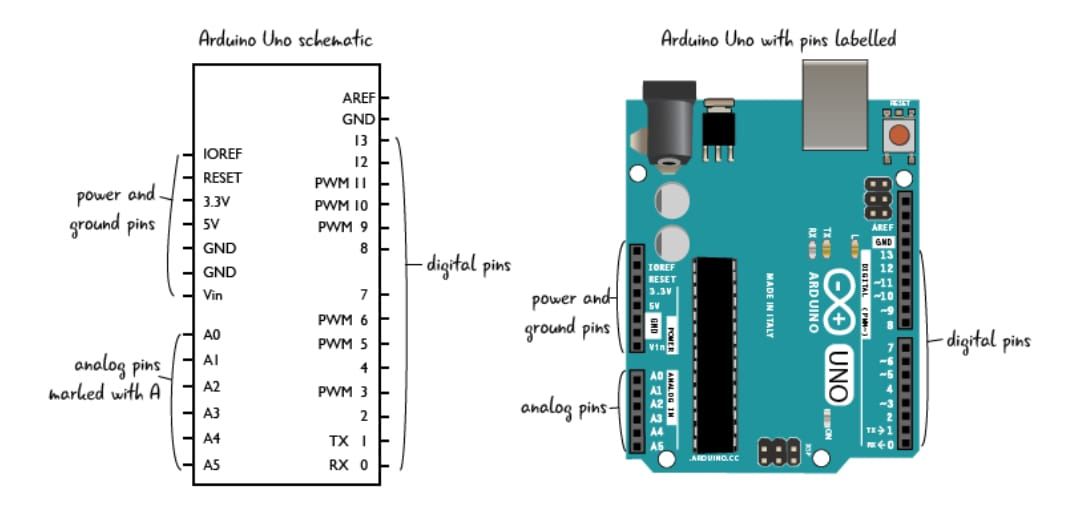 Arduino Uno schematic
AREF
GND
13
12
PWM 11
PWM 10
PWM 9
8
7
PWM 6
PWM 5
4
PWM 3
2
TX 1
RX 0
IOREF
RESET
3.3V
5V
GND
GND
Vin
A0
A1
A2
A3
A4
A5
power and
ground pins
analog pins
marked with A
digital pins
Arduino Uno with pins labelled
RESET
AREF
GND
13
12
~11
~10
~9
8
7
~6
~5
4
~3
2
TX→1
RX←0
DIGITAL (PWM~)
RX
TX
L
ARDUINO
UNO
ON
MADE IN ITALY
IOREF
RESET
3.3V
5V
GND
Vin
POWER
A0
A1
A2
A3
A4
ANALOG IN
ARDUINO.CC
power and
ground pins
analog pins
digital pins